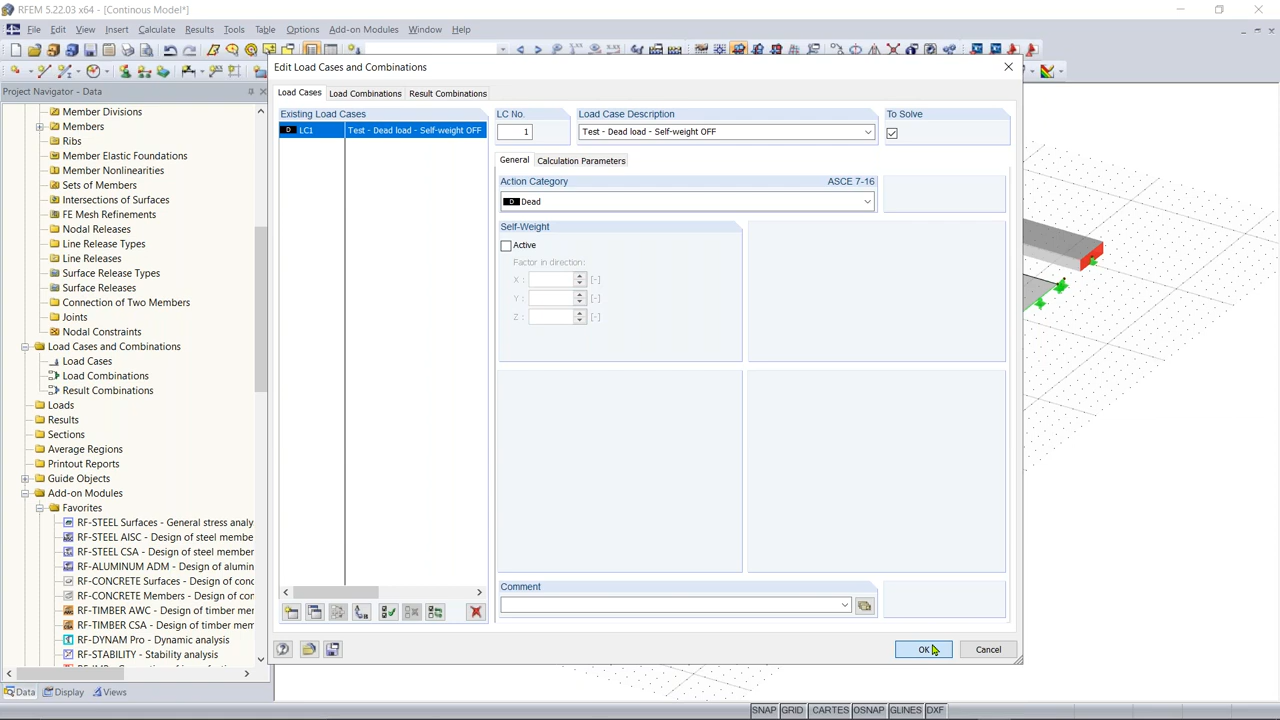 RFEM 5.22.03 x64 - [Continous Model*]
File Edit View Insert Calculate Results Tools Table Options Add-on Modules Window Help
Project Navigator - Data
Member Divisions
Members
Ribs
Member Elastic Foundations
Member Nonlinearities
Sets of Members
Intersections of Surfaces
FE Mesh Refinements
Nodal Releases
Line Release Types
Line Releases
Surface Release Types
Surface Releases
Connection of Two Members
Joints
Nodal Constraints
Load Cases and Combinations
Load Cases
Load Combinations
Result Combinations
Loads
Results
Sections
Average Regions
Printout Reports
Guide Objects
Add-on Modules
Favorites
RF-STEEL Surfaces - General stress analy
RF-STEEL AISC - Design of steel membe
RF-STEEL CSA - Design of steel member
RF-ALUMINUM ADM - Design of alumin
RF-CONCRETE Surfaces - Design of conc
RF-CONCRETE Members - Design of co
RF-TIMBER AWC - Design of timber me
RF-TIMBER CSA - Design of timber mem
RF-DYNAM Pro - Dynamic analysis
RF-STABILITY - Stability analysis
Data Display Views
Edit Load Cases and Combinations
Load Cases Load Combinations Result Combinations
Existing Load Cases
D LC1 Test - Dead load - Self-weight OFF
LC No.
1
Load Case Description
Test - Dead load - Self-weight OFF
To Solve
General Calculation Parameters
Action Category ASCE 7-16
D Dead
Self-Weight
Active
Factor in direction:
X : [-]
Y : [-]
Z : [-]
Comment
OK Cancel
SNAP GRID CARTES OSNAP GLINES DXF